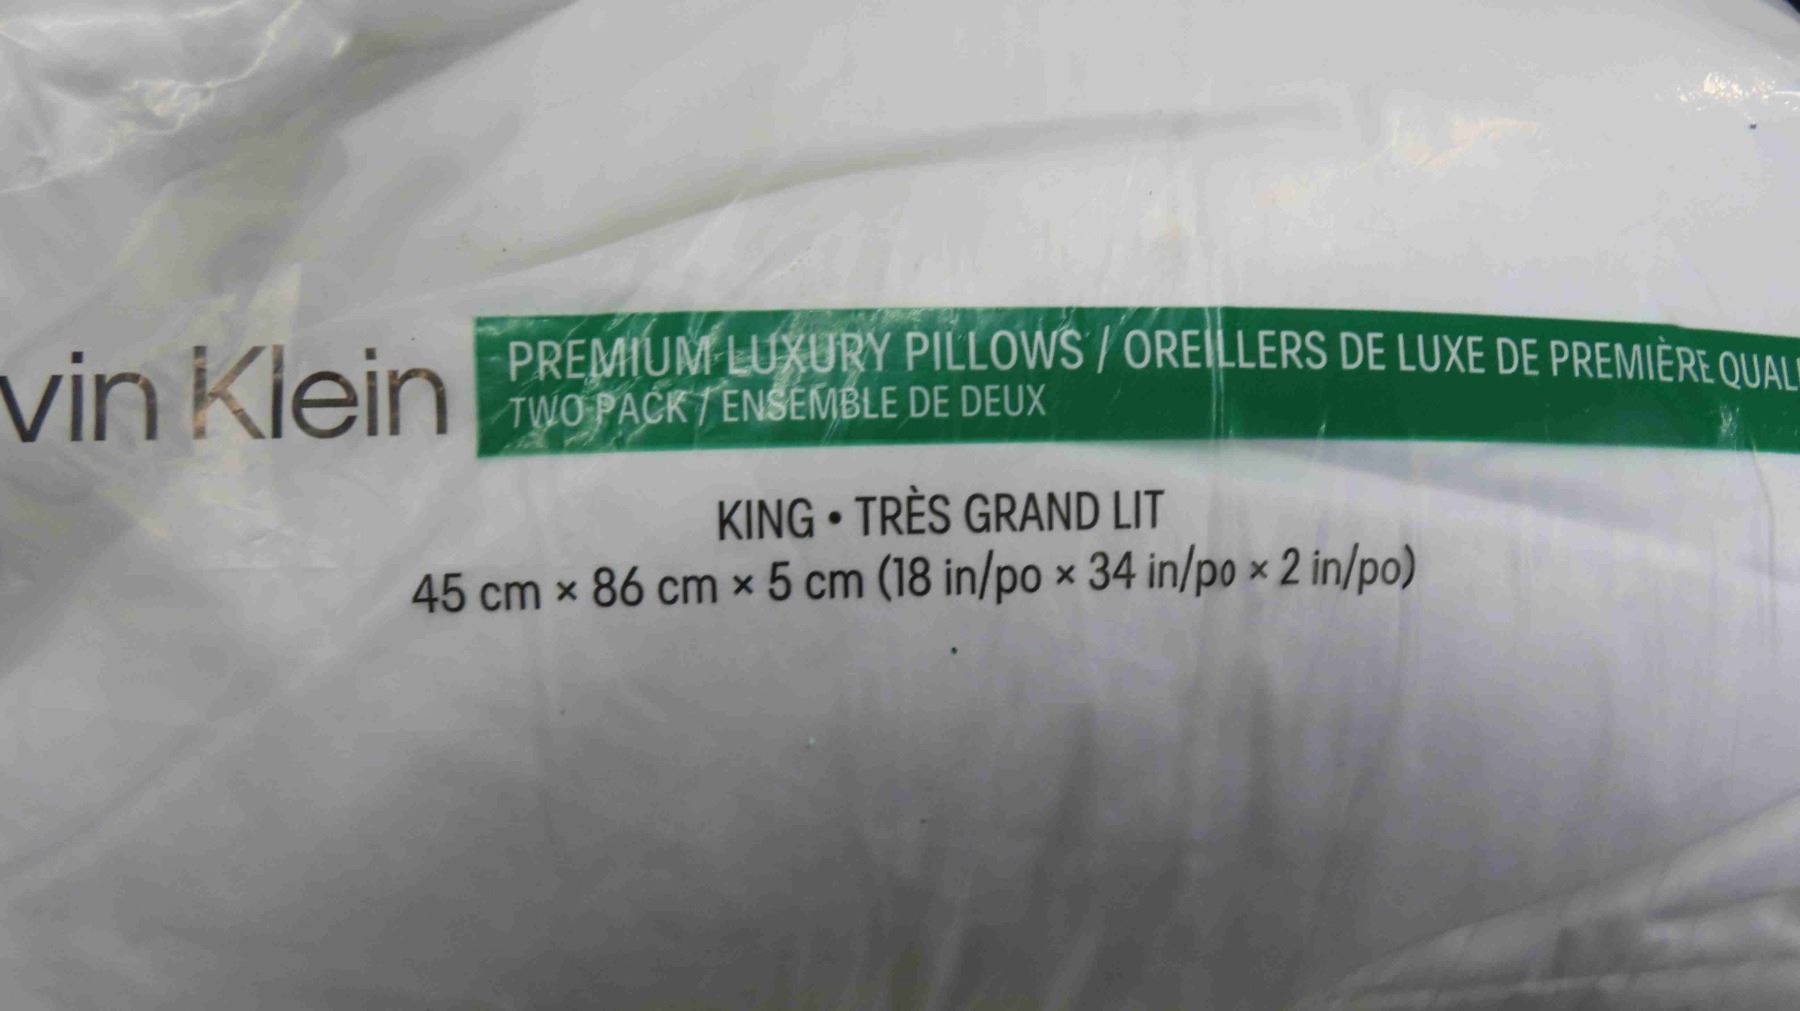 vin Klein
PREMIUM LUXURY PILLOWS / OREILLERS DE LUXE DE PREMIÈRE QUALI
TWO PACK / ENSEMBLE DE DEUX
KING • TRÈS GRAND LIT
45 cm × 86 cm × 5 cm (18 in/po × 34 in/po × 2 in/po)